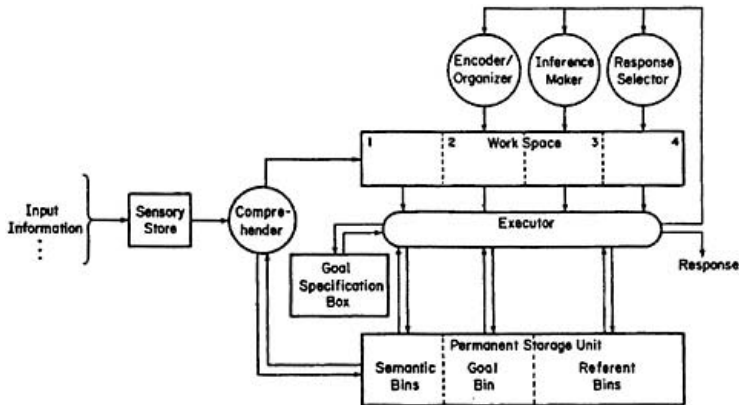 Encoder/
Organizer
Inference
Maker
Response
Selector
1
2
Work Space
3
4
Input
Information
⋮
Sensory
Store
Compre-
hender
Executor
Goal
Specification
Box
Response
Permanent Storage Unit
Semantic
Bins
Goal
Bin
Referent
Bins